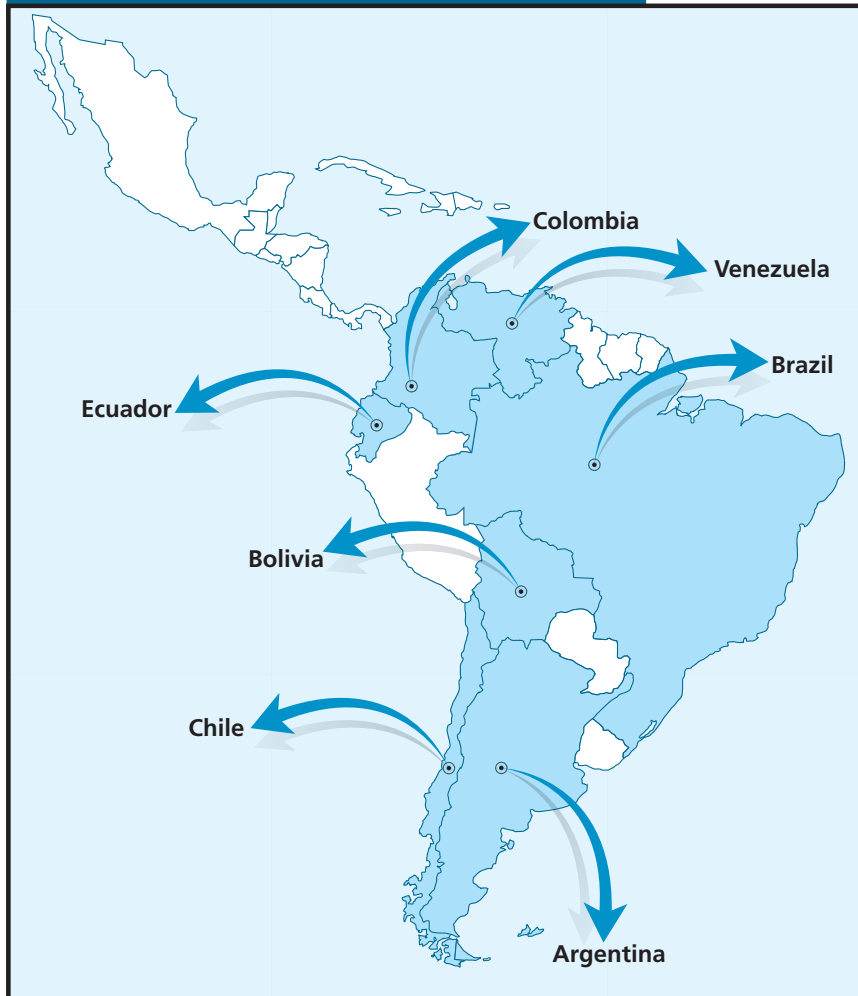 Colombia
Venezuela
Brazil
Ecuador
Bolivia
Chile
Argentina